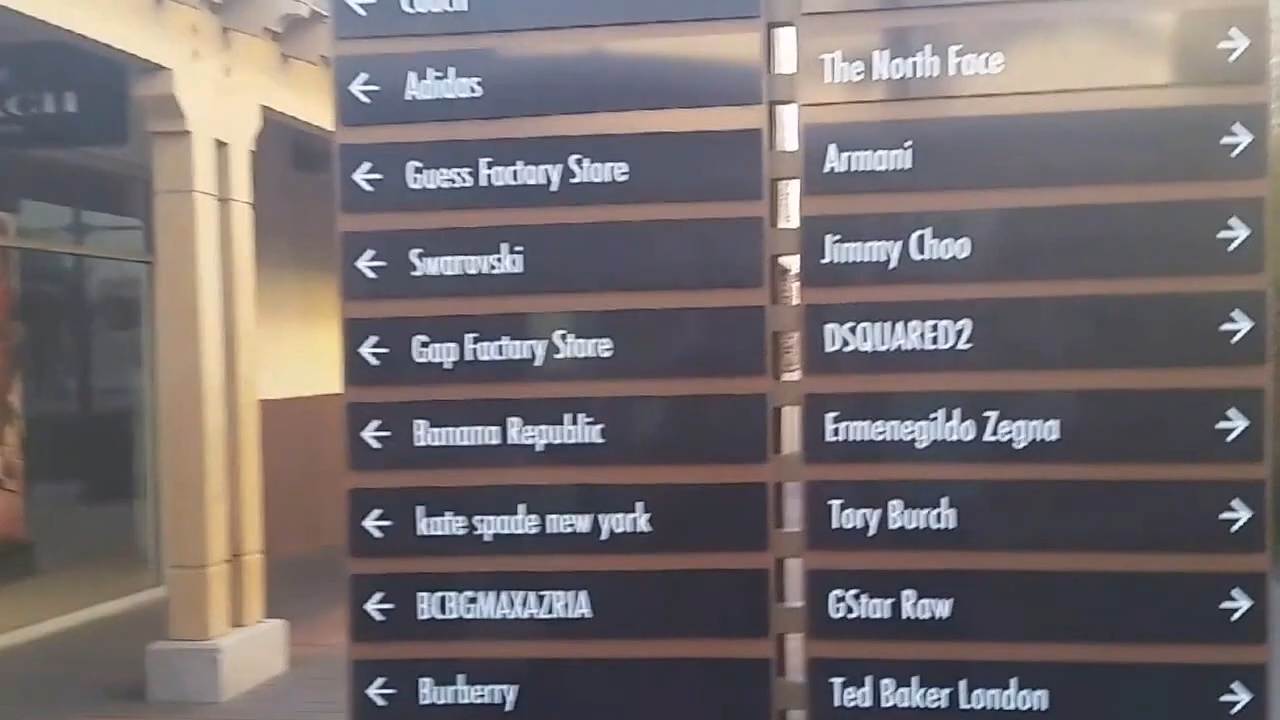 Coach
Adidas
Guess Factory Store
Swarovski
Gap Factory Store
Banana Republic
kate spade new york
BCBGMAXAZRIA
Burberry
The North Face
Armani
Jimmy Choo
DSQUARED2
Ermenegildo Zegna
Tory Burch
GStar Raw
Ted Baker London